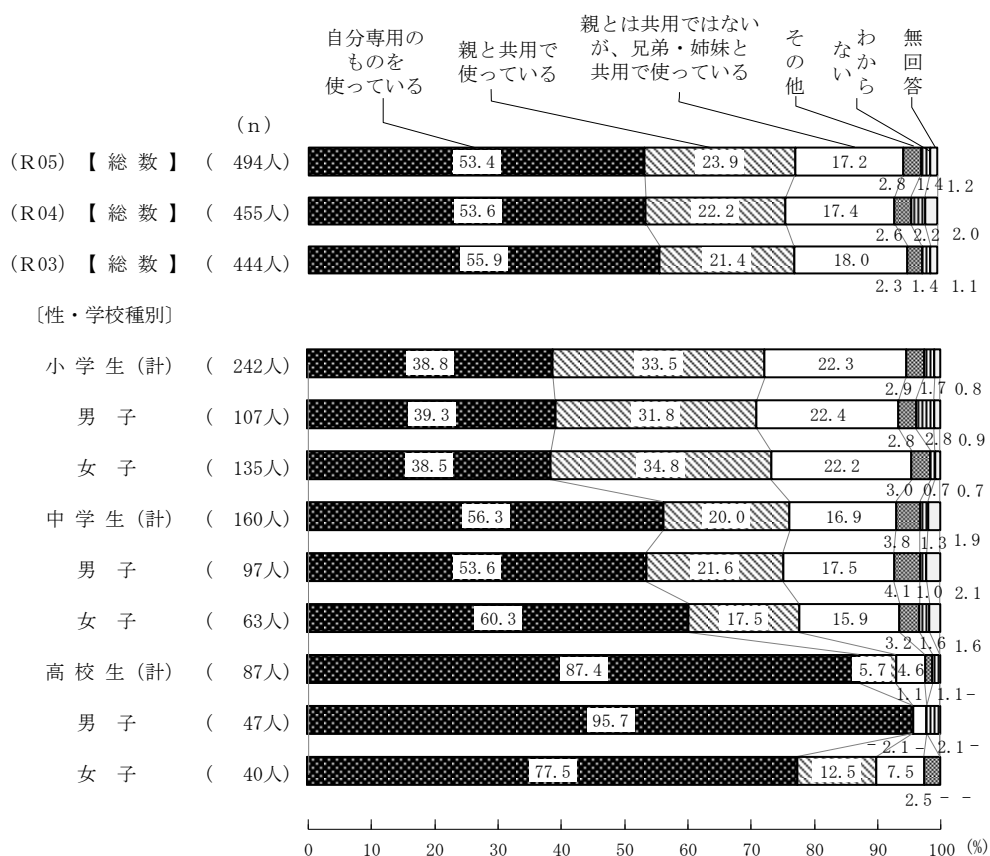 自分専用の
ものを
使っている
親と共用で
使っている
親とは共用ではない
が、兄弟・姉妹と
共用で使っている
その他
わから
ない
無回答
(n)
(R05)【 総 数 】 ( 494人) 53.4 23.9 17.2
2.8 1.4 1.2
(R04)【 総 数 】 ( 455人) 53.6 22.2 17.4
2.6 2.2 2.0
(R03)【 総 数 】 ( 444人) 55.9 21.4 18.0
2.3 1.4 1.1
〔性・学校種別〕
小 学 生 (計) ( 242人) 38.8 33.5 22.3
2.9 1.7 0.8
男 子 ( 107人) 39.3 31.8 22.4
2.8 2.8 0.9
女 子 ( 135人) 38.5 34.8 22.2
3.0 0.7 0.7
中 学 生 (計) ( 160人) 56.3 20.0 16.9
3.8 1.3 1.9
男 子 ( 97人) 53.6 21.6 17.5
4.1 1.0 2.1
女 子 ( 63人) 60.3 17.5 15.9
3.2 1.6 1.6
高 校 生 (計) ( 87人) 87.4 5.7 4.6
1.1 1.1 -
男 子 ( 47人) 95.7
- 2.1 - 2.1 -
女 子 ( 40人) 77.5 12.5 7.5
2.5 - -
0 10 20 30 40 50 60 70 80 90 100 (%)